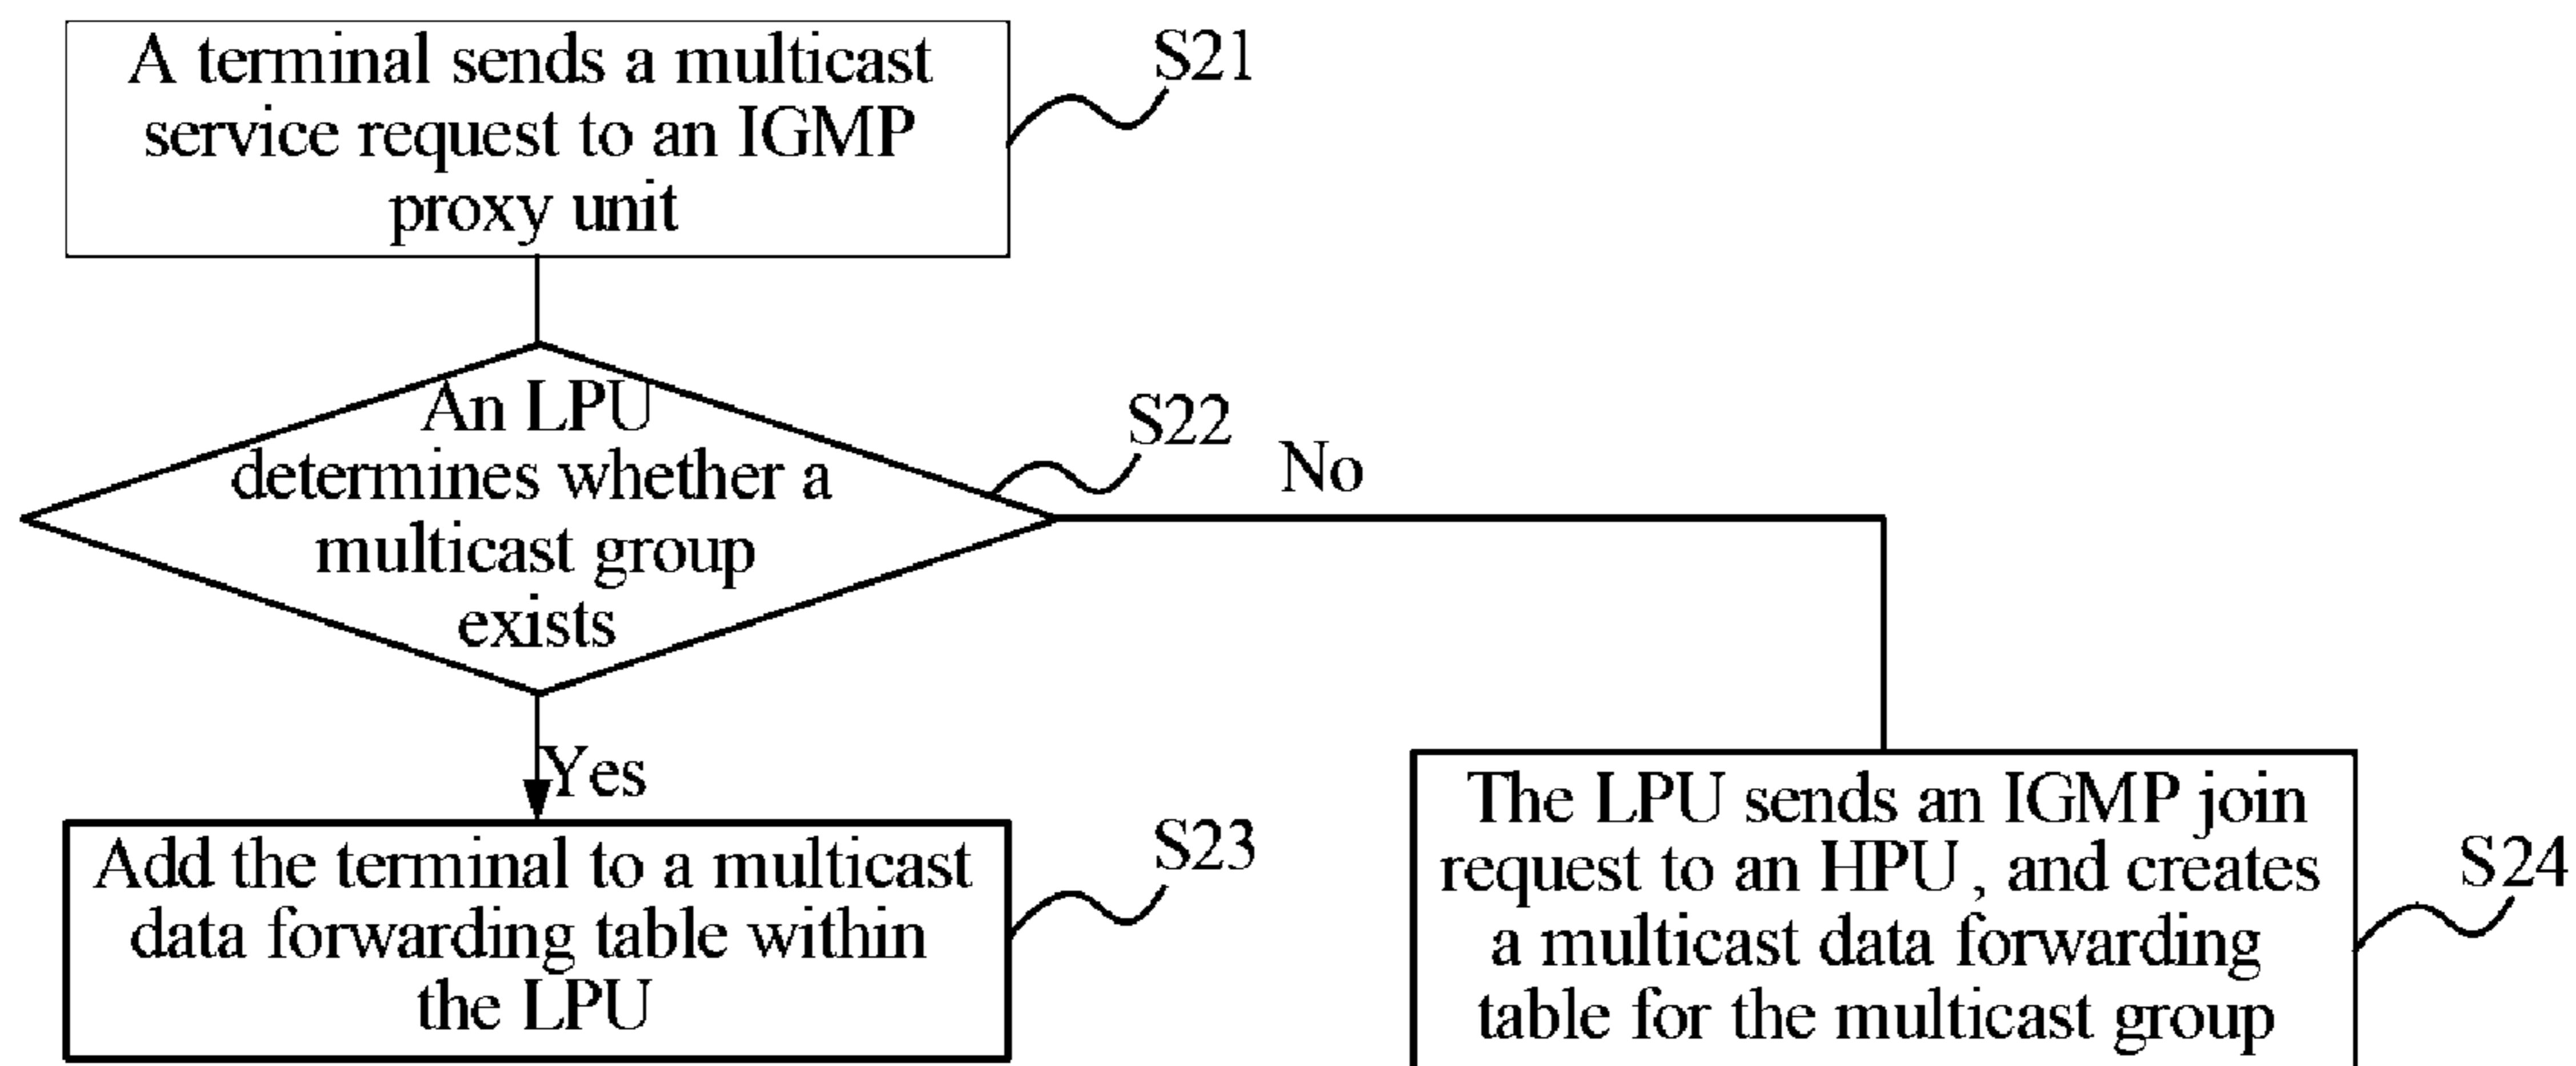 A terminal sends a multicast
service request to an IGMP
proxy unit
S21
An LPU
determines whether a
multicast group
exists
S22
No
Yes
Add the terminal to a multicast
data forwarding table within
the LPU
S23
The LPU sends an IGMP join
request to an HPU , and creates
a multicast data forwarding
table for the multicast group
S24